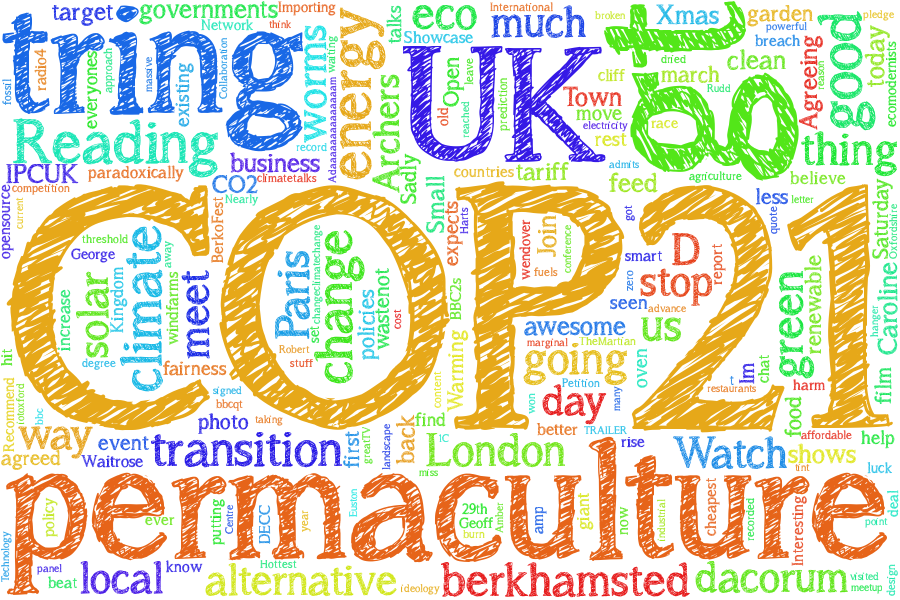 target
governments
Importing
Network
think
tring
fossil
radio4
everyones
approach
massive
existing
Collaboration
worms
warning
record
energy
Adaaaaaaaaaaaaaaam
Archers
talks
eco
Showcase
International
much
UK
old
Open
leave
reached
prediction
cliff
broken
Town
move
electricity
rest
Xmas
garden
pledge
powerful
breach
dried
march
clean
Rudd
race
gt
Agreeing
reason
good
today
ecomodernists
thing
Reading
IPCUK
paradoxically
business
climatetalks
CO2
Nearly
competition
opensource
current
BerkoFest
Sadly
Small
countries
tariff
feed
admits
agriculture
believe
less
letter
quote
Saturday
Oxfordshire
COP21
threshold
George
increase
solar
degree
Kingdom
climate
away
windfarms
meet
fairness
Paris
set
changeclimatechange
change
policies
Wastenot
cost
Robert
stuff
expects
Harts
BBC2s
Warming
content
wendover
Join
fuels
conference
got
smart
zero
D
stop
report
advance
seen
us
awesome
marginal
TheMartian
going
oven
won
Petition
day
many
better
TRAILER
t
Im
chat
restaurants
green
renewable
harm
food
affordable
hanger
Caroline
film
help
hit
Recommend
iotoxford
bbc
way
agreed
signed
bbcqt
taking
photo
event
Waitrose
transition
first
greatTV
landscape
back
find
IC
miss
London
rise
Watch
shows
tint
luck
permaculture
Technology
policy
panel
beat
ever
local
know
putting
Centre
DECC
year
Hottest
Euston
alternative
29th
Geoff
burn
Amber
ideology
amp
giant
berkhamsted
now
industrial
cheapest
recorded
Interesting
dacorum
point
deal
visited
meetup
design